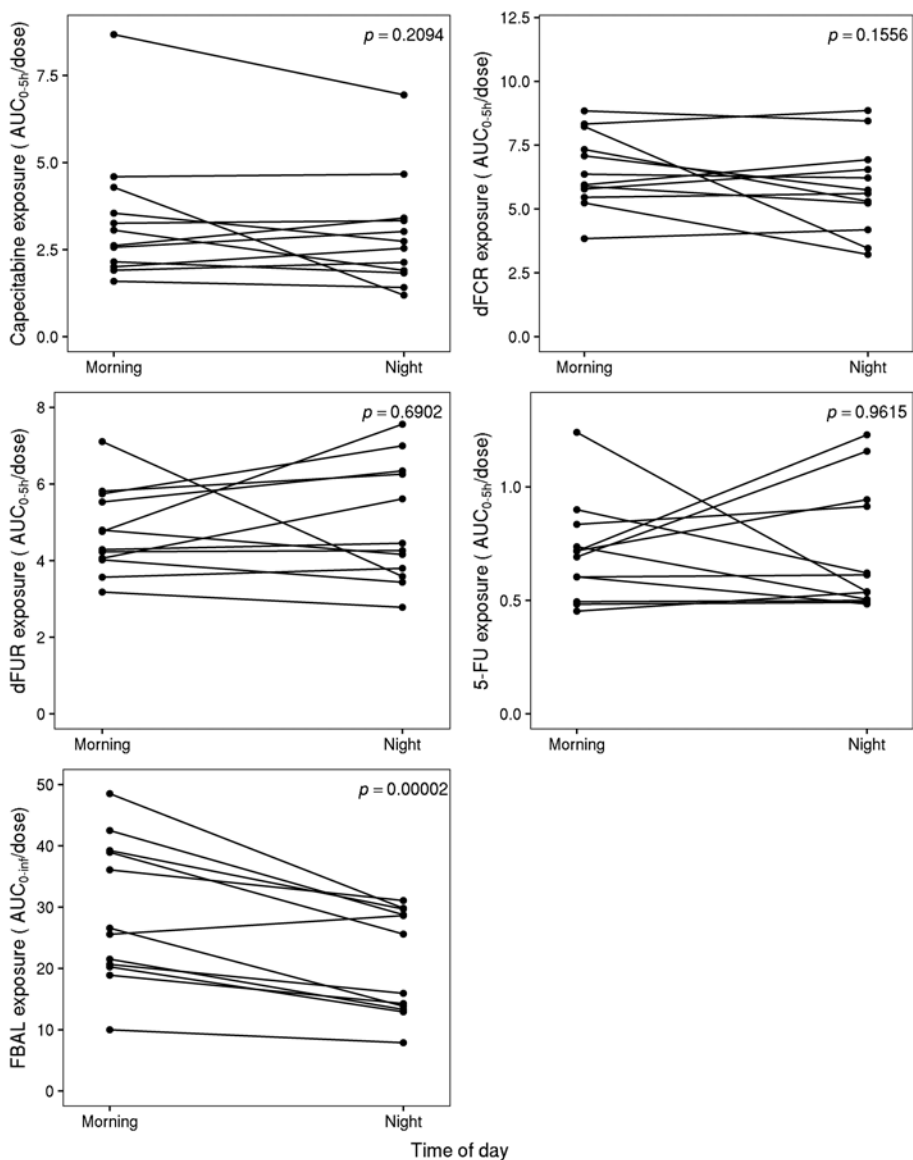 Capecitabine exposure ( AUC0-5h/dose)
7.5
5.0
2.5
0.0
p = 0.2094
Morning
Night
dFCR exposure ( AUC0-5h/dose)
12.5
10.0
7.5
5.0
2.5
0.0
p = 0.1556
Morning
Night
dFUR exposure ( AUC0-5h/dose)
8
6
4
2
0
p = 0.6902
Morning
Night
5-FU exposure ( AUC0-5h/dose)
1.0
0.5
0.0
p = 0.9615
Morning
Night
FBAL exposure ( AUC0-inf/dose)
50
40
30
20
10
0
p = 0.00002
Morning
Night
Time of day